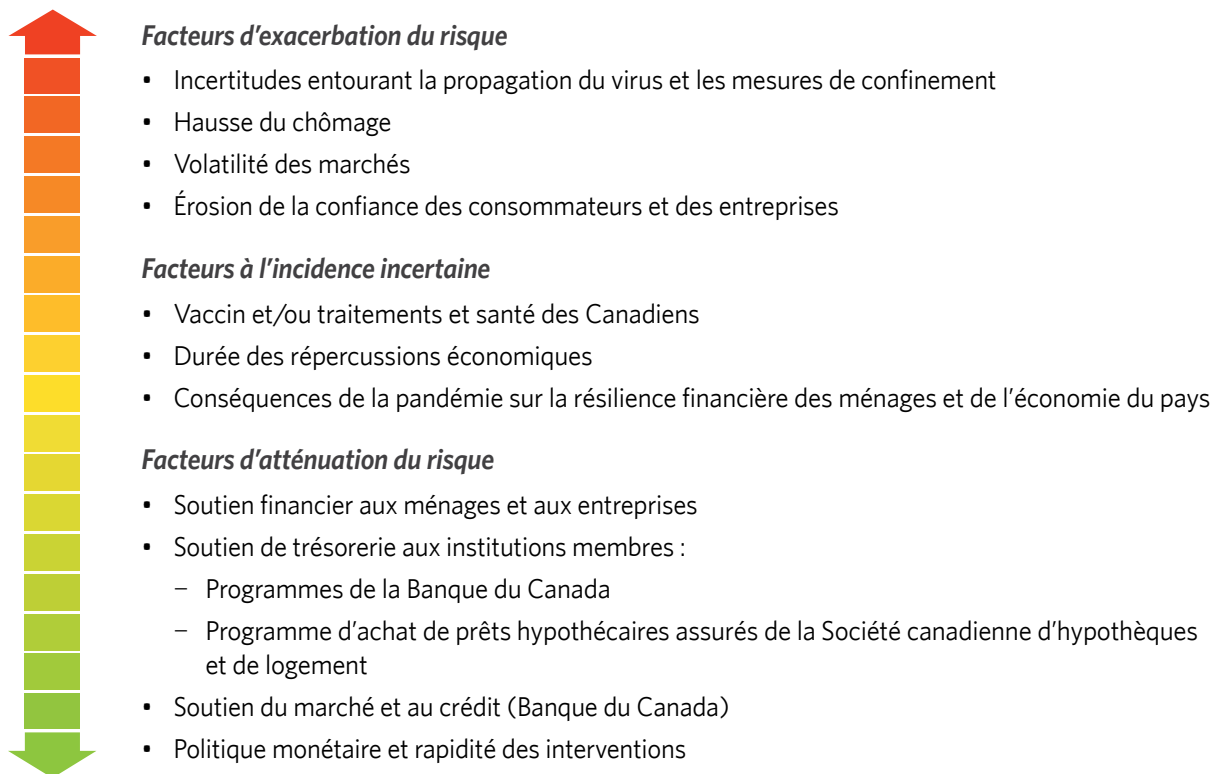 Facteurs d'exacerbation du risque
• Incertitudes entourant la propagation du virus et les mesures de confinement
• Hausse du chômage
• Volatilité des marchés
• Érosion de la confiance des consommateurs et des entreprises
Facteurs à l'incidence incertaine
• Vaccin et/ou traitements et santé des Canadiens
• Durée des répercussions économiques
• Conséquences de la pandémie sur la résilience financière des ménages et de l'économie du pays
Facteurs d'atténuation du risque
• Soutien financier aux ménages et aux entreprises
• Soutien de trésorerie aux institutions membres :
– Programmes de la Banque du Canada
– Programme d'achat de prêts hypothécaires assurés de la Société canadienne d'hypothèques
et de logement
• Soutien du marché et au crédit (Banque du Canada)
• Politique monétaire et rapidité des interventions